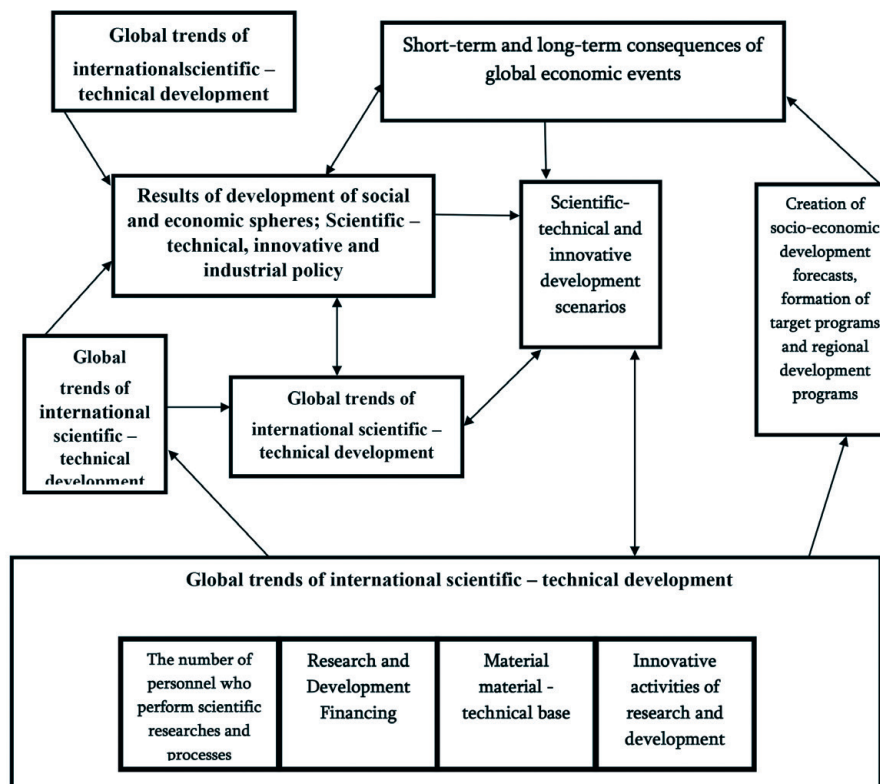 Global trends of
internationalscientific –
technical development
Short-term and long-term consequences of
global economic events
Results of development of social
and economic spheres; Scientific –
technical, innovative and
industrial policy
Scientific-
technical and
innovative
development
scenarios
Creation of
socio-economic
development
forecasts,
formation of
target programs
and regional
development
programs
Global
trends of
international
scientific –
technical
development
Global trends of
international scientific –
technical development
Global trends of international scientific – technical development
The number of
personnel who
perform scientific
researches and
processes
Research and
Development
Financing
Material
material -
technical base
Innovative
activities of
research and
development